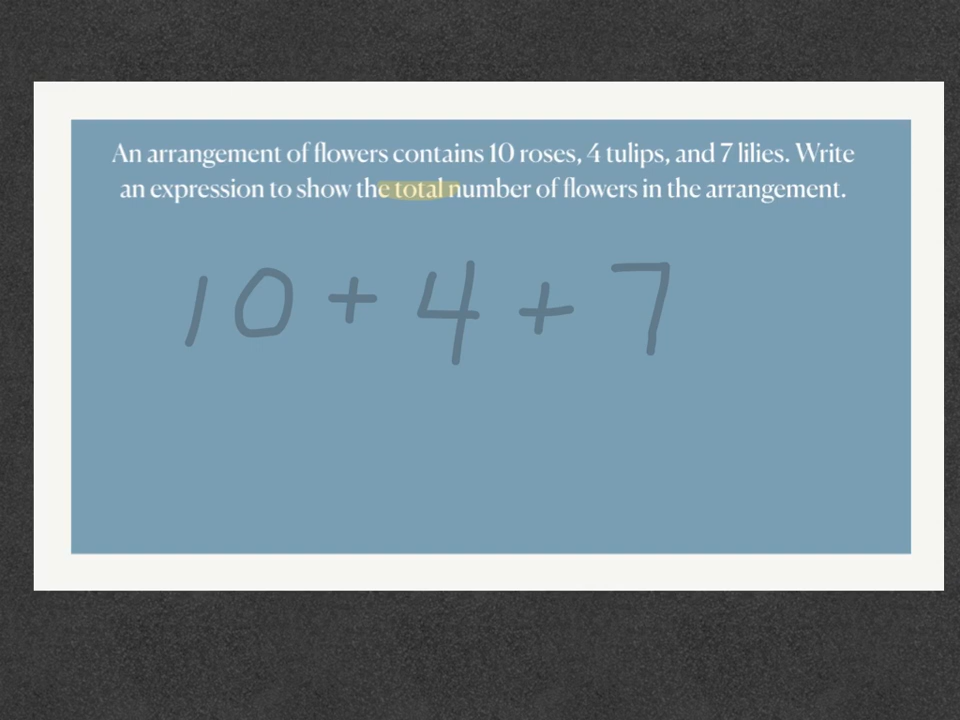 An arrangement of flowers contains 10 roses, 4 tulips, and 7 lilies. Write
an expression to show the total number of flowers in the arrangement.
10 + 4 + 7